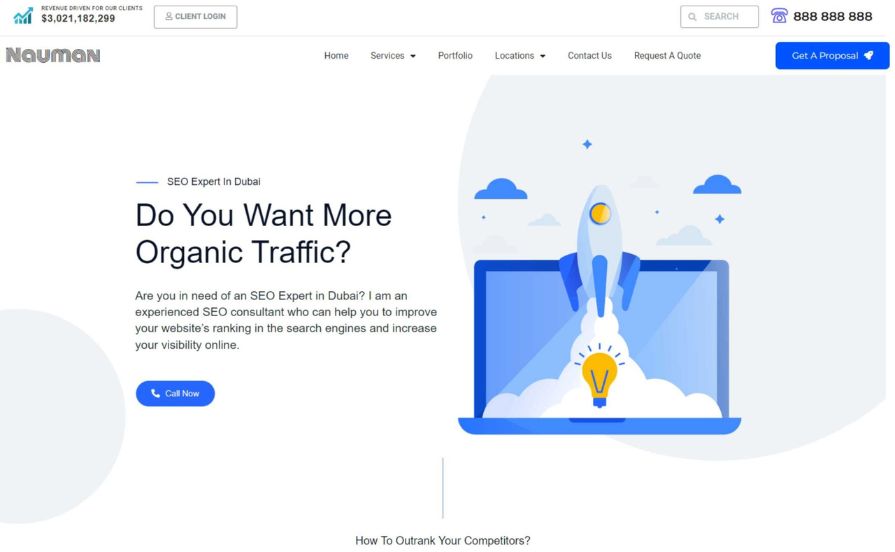 REVENUE DRIVEN FOR OUR CLIENTS
$3,021,182,299
CLIENT LOGIN
SEARCH
888 888 888
Nauman
Home
Services
Portfolio
Locations
Contact Us
Request A Quote
Get A Proposal
SEO Expert In Dubai
Do You Want More
Organic Traffic?
Are you in need of an SEO Expert in Dubai? I am an
experienced SEO consultant who can help you to improve
your website's ranking in the search engines and increase
your visibility online.
Call Now
How To Outrank Your Competitors?